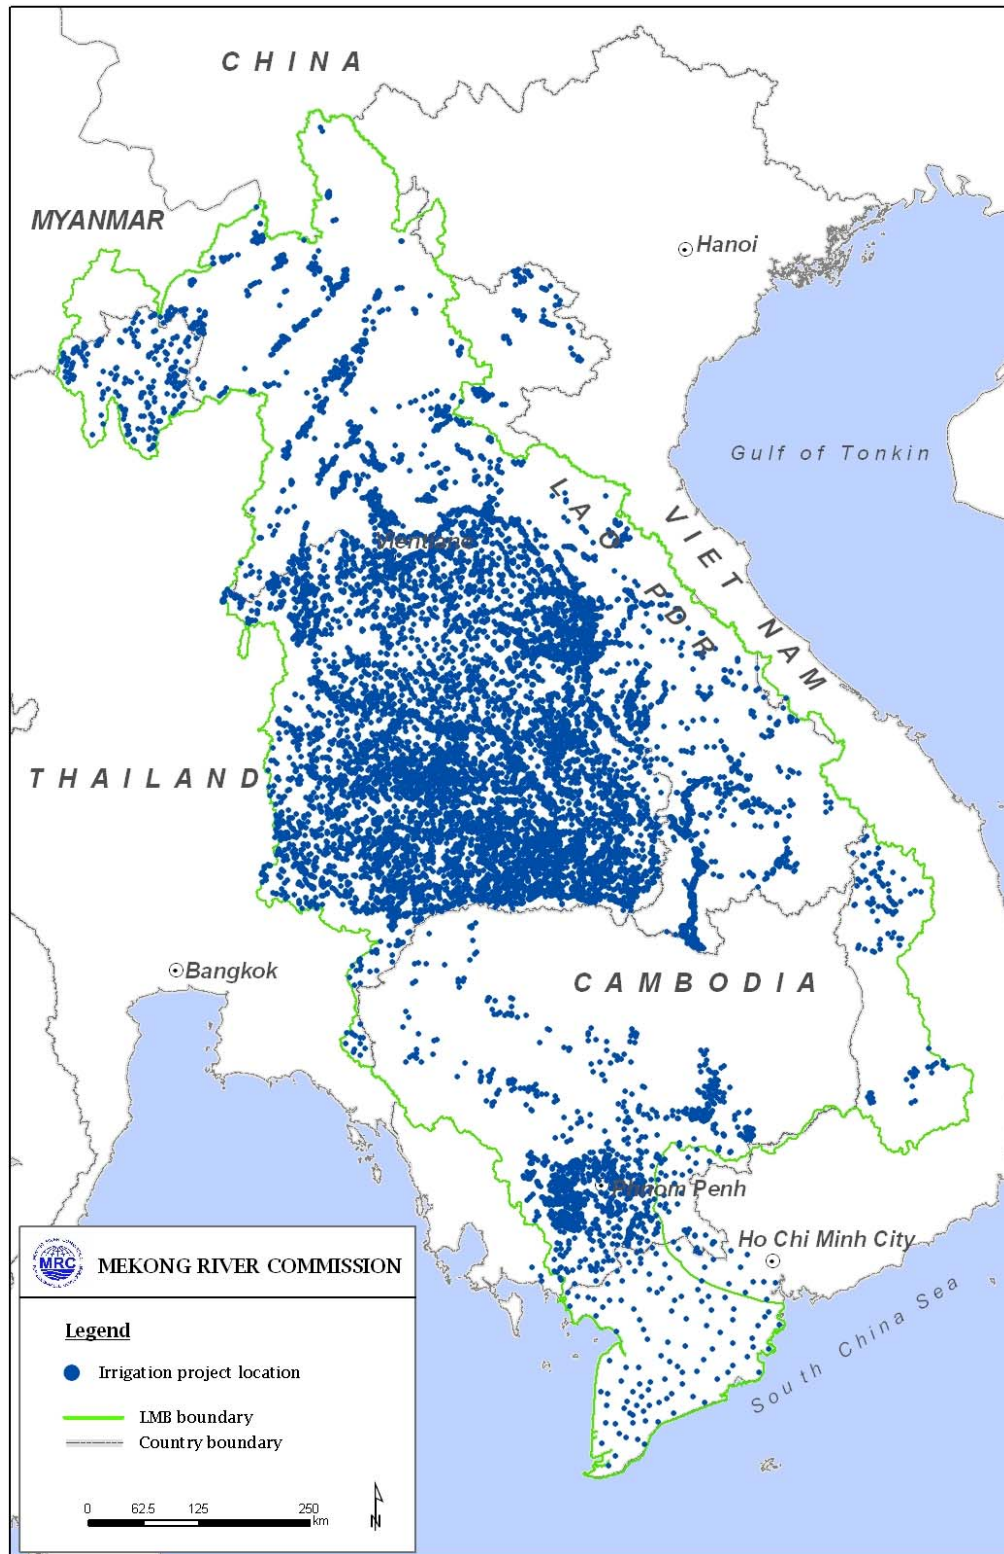 CHINA
MYANMAR
Hanoi
Gulf of Tonkin
LAO PDR
VIET NAM
Vientiane
THAILAND
Bangkok
CAMBODIA
Phnom Penh
Ho Chi Minh City
South China Sea
MRC
MEKONG RIVER COMMISSION
Legend
Irrigation project location
LMB boundary
Country boundary
0 62.5 125 250
km
N